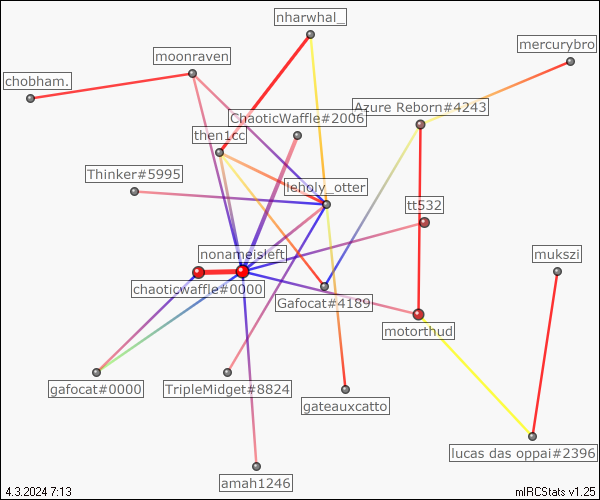 nharwhal_
mercurybro
moonraven
chobham.
Azure Reborn#4243
ChaoticWaffle#2006
then1cc
Thinker#5995
leholy_otter
tt532
nonameisleft
mukszi
chaoticwaffle#0000
Gafocat#4189
motorthud
gafocat#0000
TripleMidget#8824
gateauxcatto
lucas das oppai#2396
amah1246
4.3.2024 7:13
mIRCStats v1.25